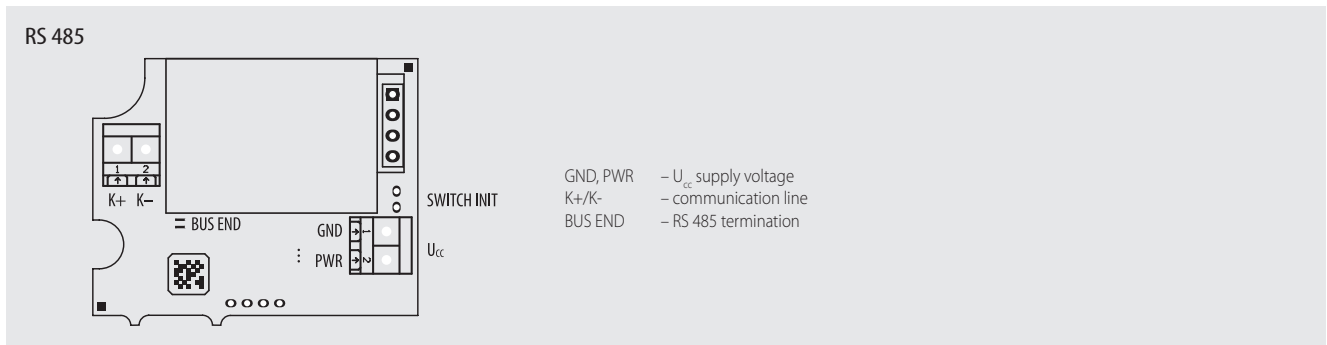 RS 485
1 2
K+ K–
SWITCH INIT
BUS END
GND 1
PWR 2
Ucc
GND, PWR – Ucc supply voltage
K+/K- – communication line
BUS END – RS 485 termination